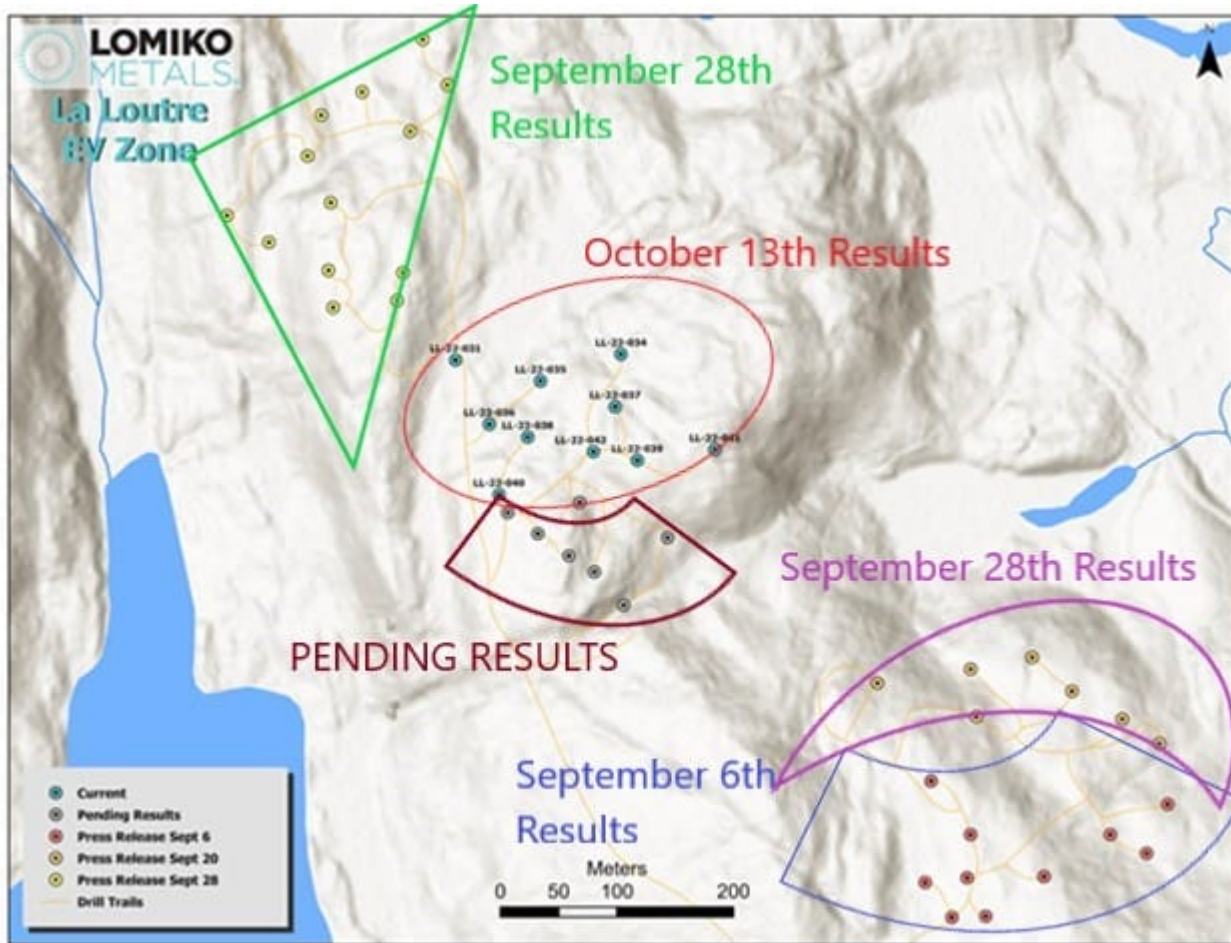 LOMIKO
METALS
La Loutre
EV Zone
September 28th
Results
October 13th Results
LL-22-031
LL-22-034
LL-22-035
LL-22-037
LL-22-036
LL-22-038
LL-22-042
LL-22-039
LL-22-040
September 28th Results
PENDING RESULTS
September 6th
Results
Current
Pending Results
Press Release Sept 6
Press Release Sept 20
Press Release Sept 28
Drill Trails
Meters
0 50 100 200